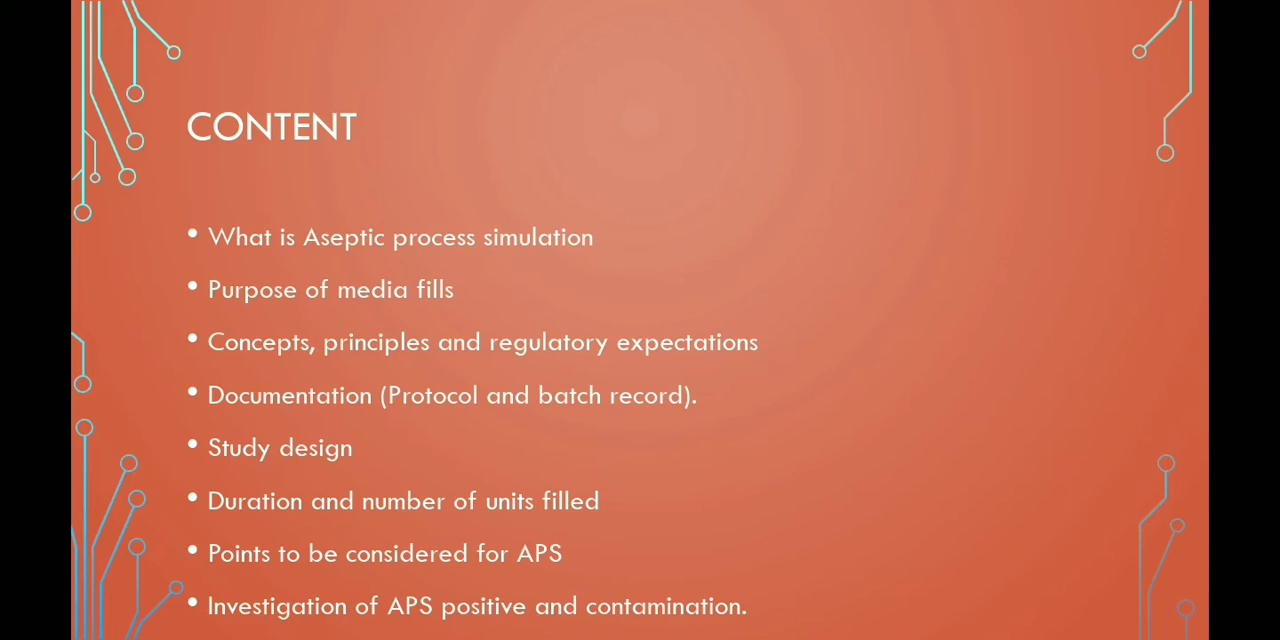 CONTENT
• What is Aseptic process simulation
• Purpose of media fills
• Concepts, principles and regulatory expectations
• Documentation (Protocol and batch record).
• Study design
• Duration and number of units filled
• Points to be considered for APS
• Investigation of APS positive and contamination.